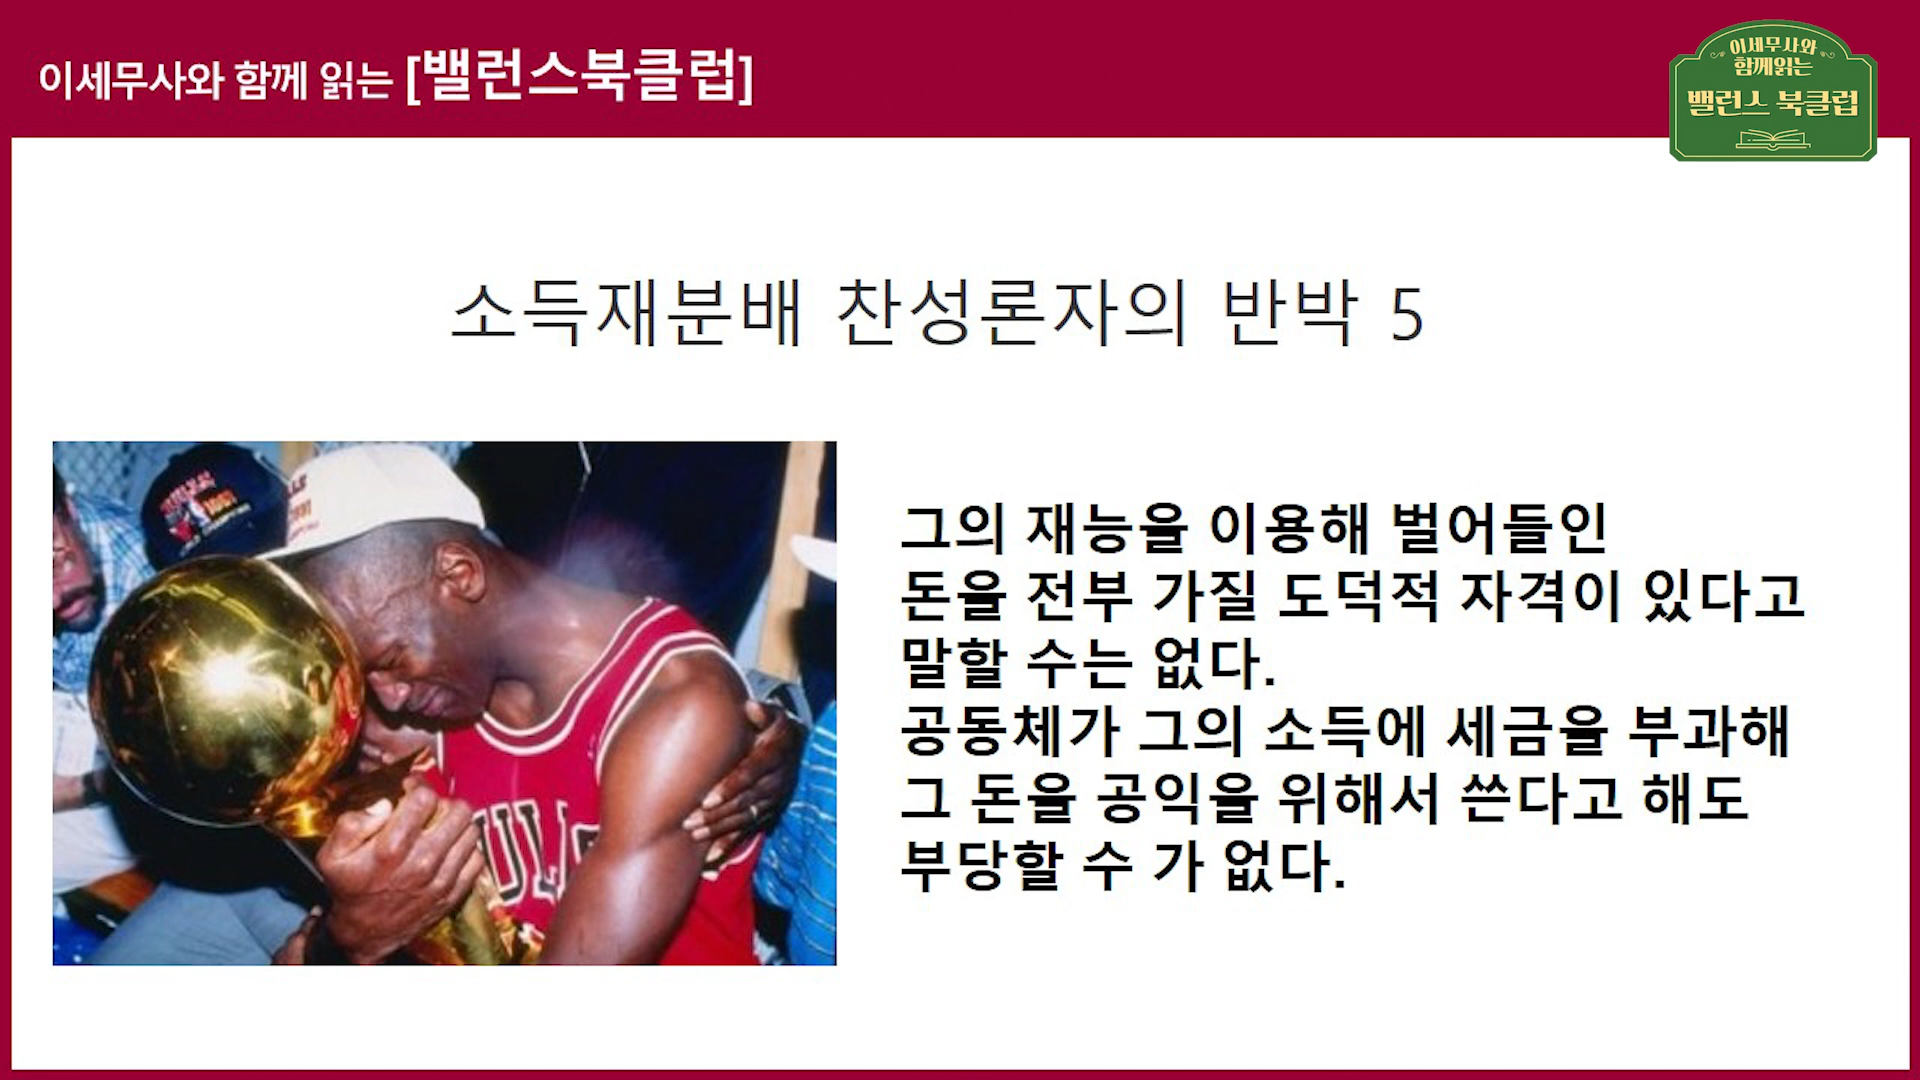 이세무사와 함께 읽는 [밸런스북클럽]
이세무사와
함께읽는
밸런스 북클럽
소득재분배 찬성론자의 반박 5
그의 재능을 이용해 벌어들인
돈을 전부 가질 도덕적 자격이 있다고
말할 수는 없다.
공동체가 그의 소득에 세금을 부과해
그 돈을 공익을 위해서 쓴다고 해도
부당할 수 가 없다.